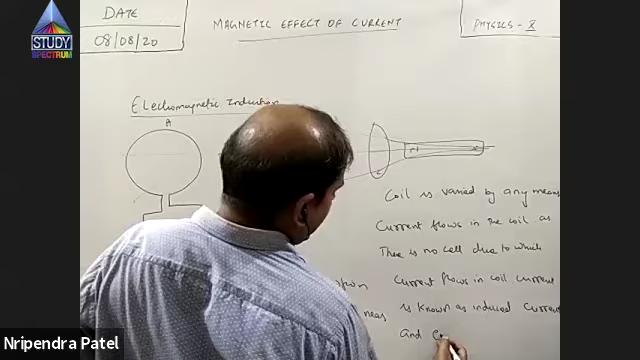 DATE
08/08/20
MAGNETIC EFFECT OF CURRENT
PHYSICS - X
STUDY
SPECTRUM
Electromagnetic Induction
A
Coil is varied by any means
Current flows in the coil as
There is no cell due to which
Current flows in coil current
is known as induced current
and
Nripendra Patel